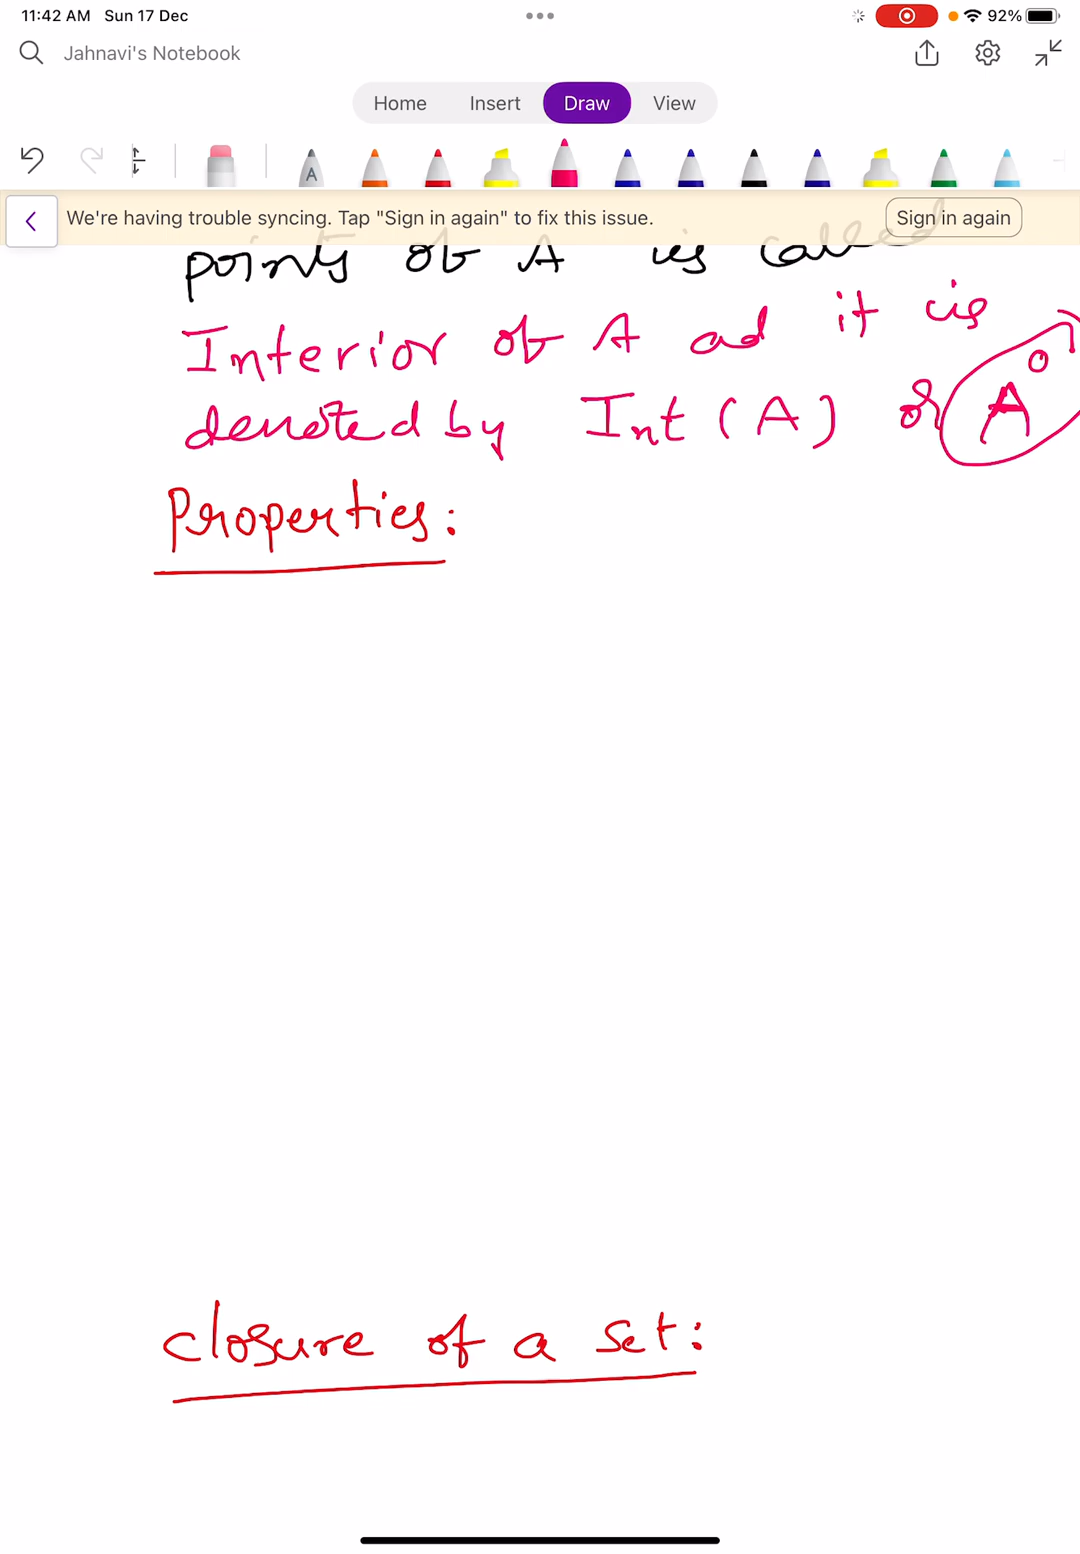 11:42 AM Sun 17 Dec
92%
Jahnavi's Notebook
Home Insert Draw View
A
We're having trouble syncing. Tap "Sign in again" to fix this issue.
Sign in again
points of A is called
Interior of A ad it is
denoted by Int (A) or A°
Properties:
closure of a set: